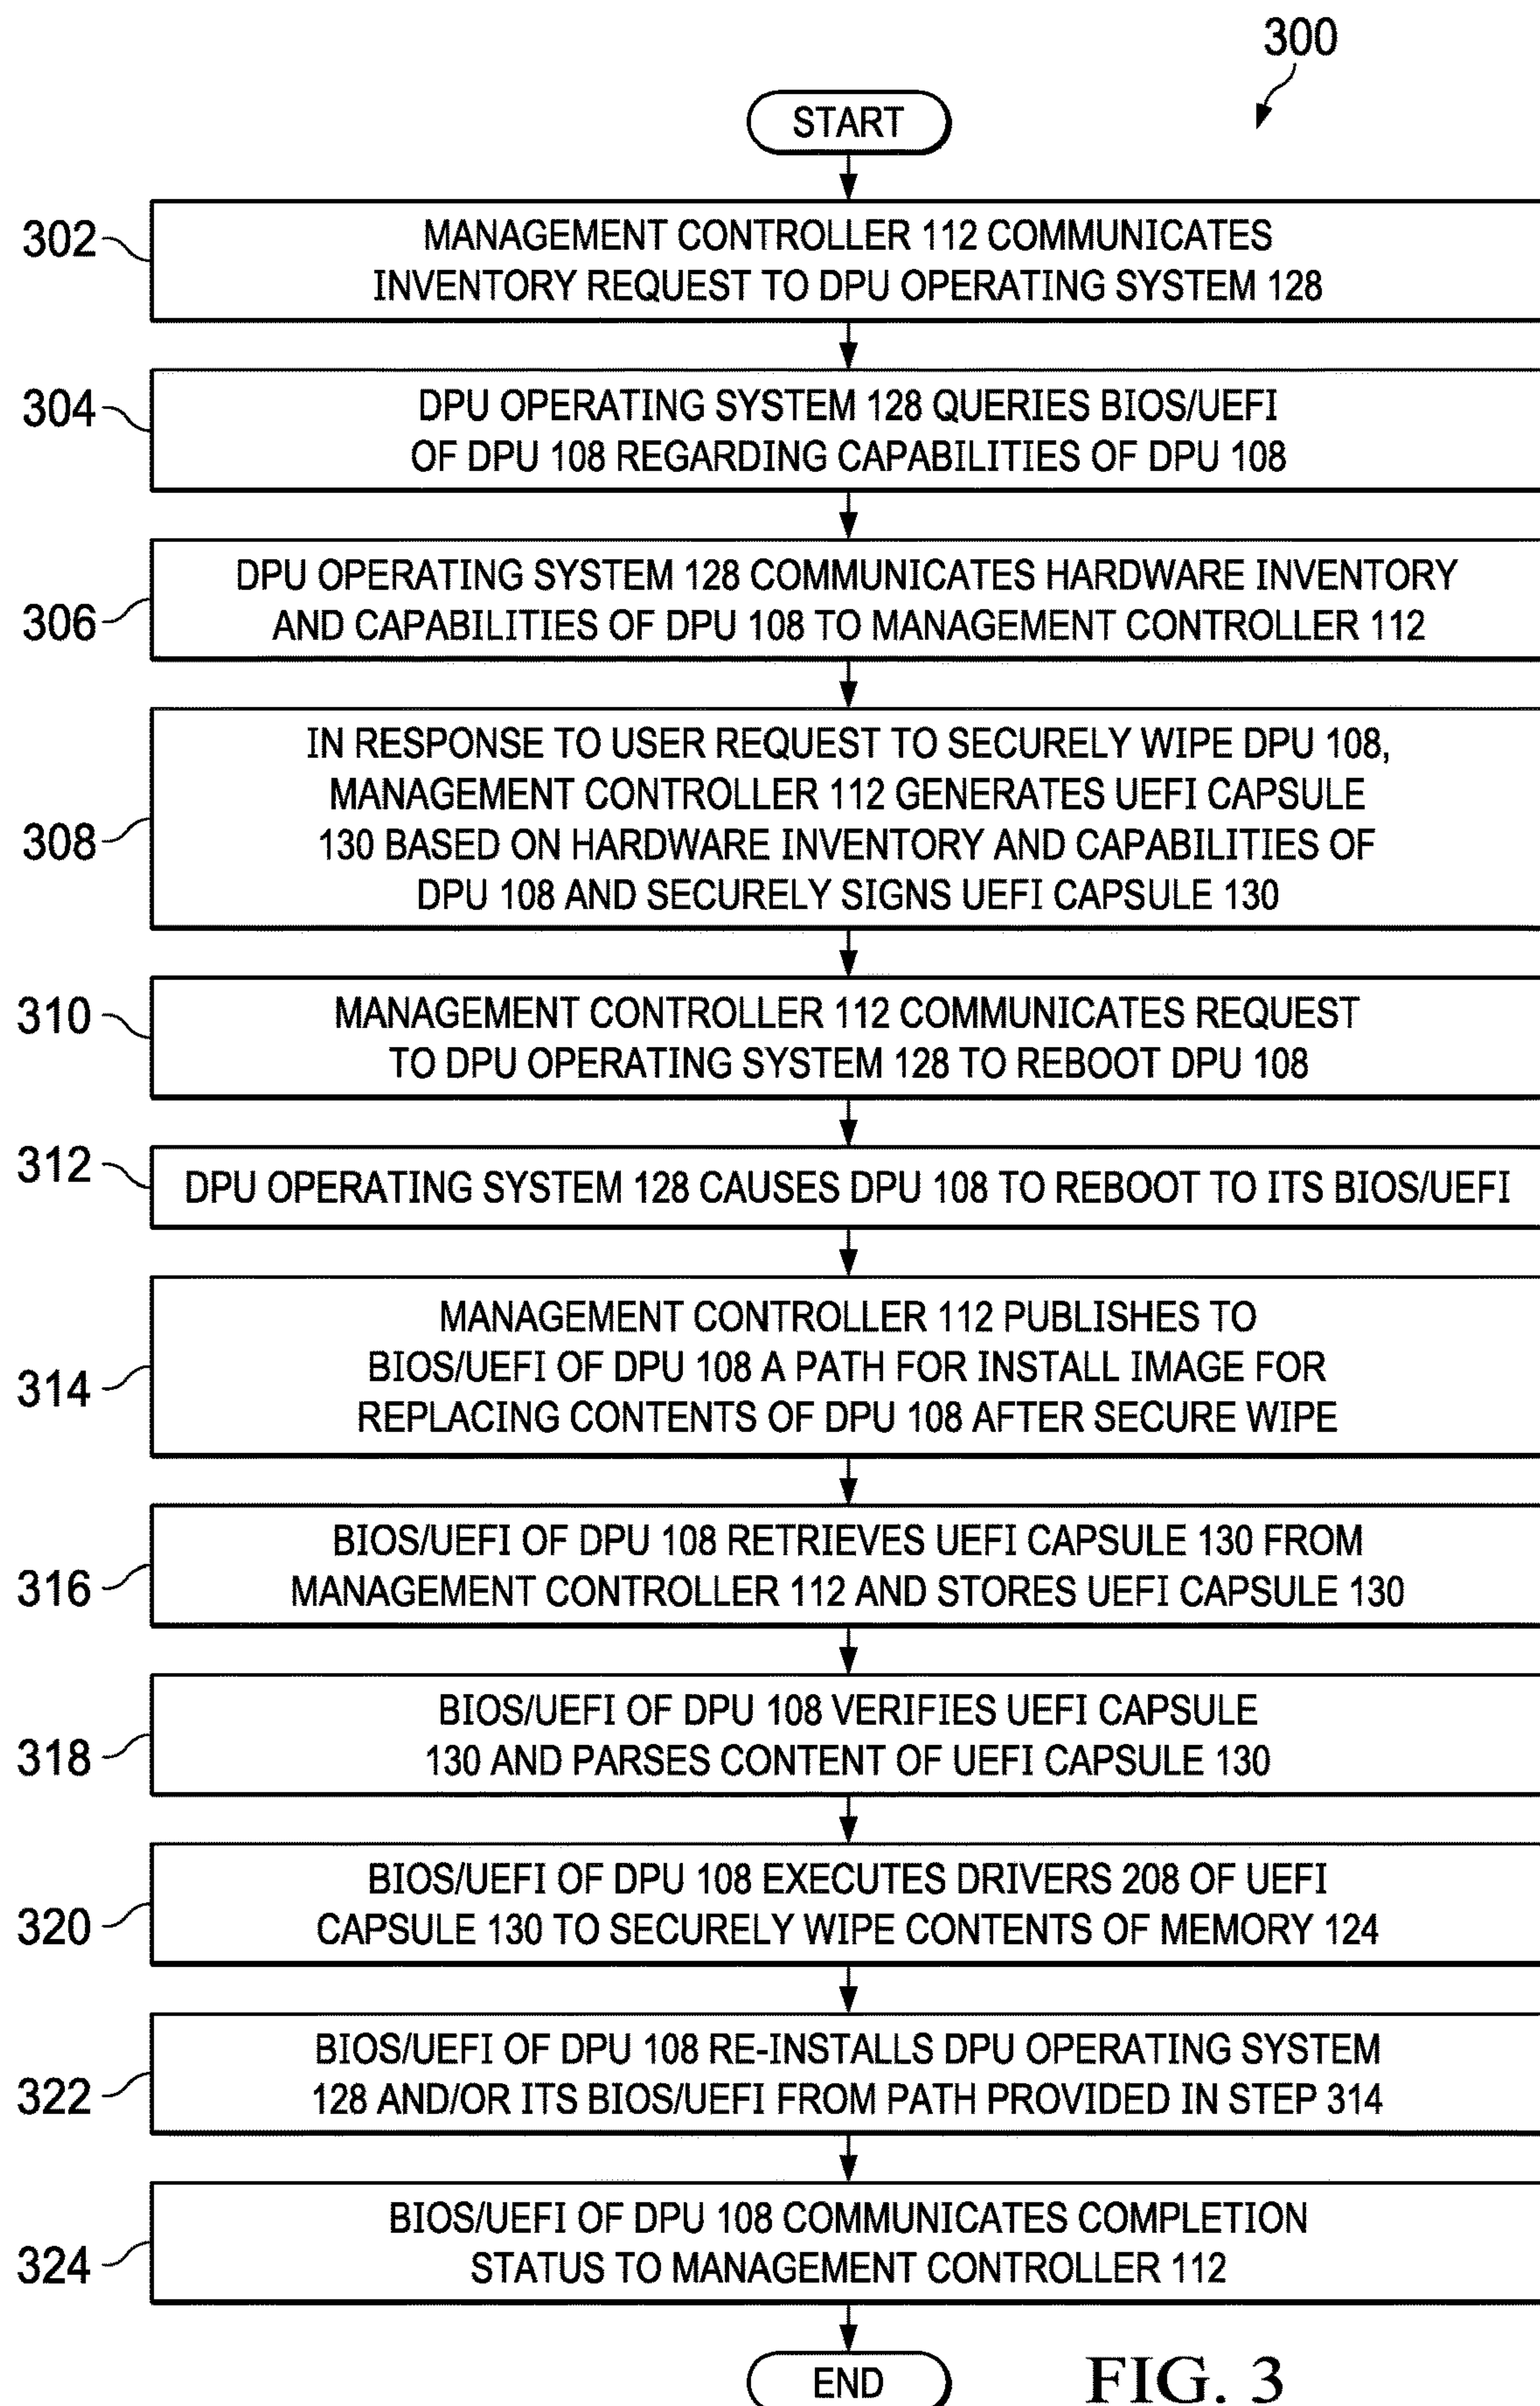 300
START
302
MANAGEMENT CONTROLLER 112 COMMUNICATES
INVENTORY REQUEST TO DPU OPERATING SYSTEM 128
304
DPU OPERATING SYSTEM 128 QUERIES BIOS/UEFI
OF DPU 108 REGARDING CAPABILITIES OF DPU 108
306
DPU OPERATING SYSTEM 128 COMMUNICATES HARDWARE INVENTORY
AND CAPABILITIES OF DPU 108 TO MANAGEMENT CONTROLLER 112
308
IN RESPONSE TO USER REQUEST TO SECURELY WIPE DPU 108,
MANAGEMENT CONTROLLER 112 GENERATES UEFI CAPSULE
130 BASED ON HARDWARE INVENTORY AND CAPABILITIES OF
DPU 108 AND SECURELY SIGNS UEFI CAPSULE 130
310
MANAGEMENT CONTROLLER 112 COMMUNICATES REQUEST
TO DPU OPERATING SYSTEM 128 TO REBOOT DPU 108
312
DPU OPERATING SYSTEM 128 CAUSES DPU 108 TO REBOOT TO ITS BIOS/UEFI
314
MANAGEMENT CONTROLLER 112 PUBLISHES TO
BIOS/UEFI OF DPU 108 A PATH FOR INSTALL IMAGE FOR
REPLACING CONTENTS OF DPU 108 AFTER SECURE WIPE
316
BIOS/UEFI OF DPU 108 RETRIEVES UEFI CAPSULE 130 FROM
MANAGEMENT CONTROLLER 112 AND STORES UEFI CAPSULE 130
318
BIOS/UEFI OF DPU 108 VERIFIES UEFI CAPSULE
130 AND PARSES CONTENT OF UEFI CAPSULE 130
320
BIOS/UEFI OF DPU 108 EXECUTES DRIVERS 208 OF UEFI
CAPSULE 130 TO SECURELY WIPE CONTENTS OF MEMORY 124
322
BIOS/UEFI OF DPU 108 RE-INSTALLS DPU OPERATING SYSTEM
128 AND/OR ITS BIOS/UEFI FROM PATH PROVIDED IN STEP 314
324
BIOS/UEFI OF DPU 108 COMMUNICATES COMPLETION
STATUS TO MANAGEMENT CONTROLLER 112
END
FIG. 3